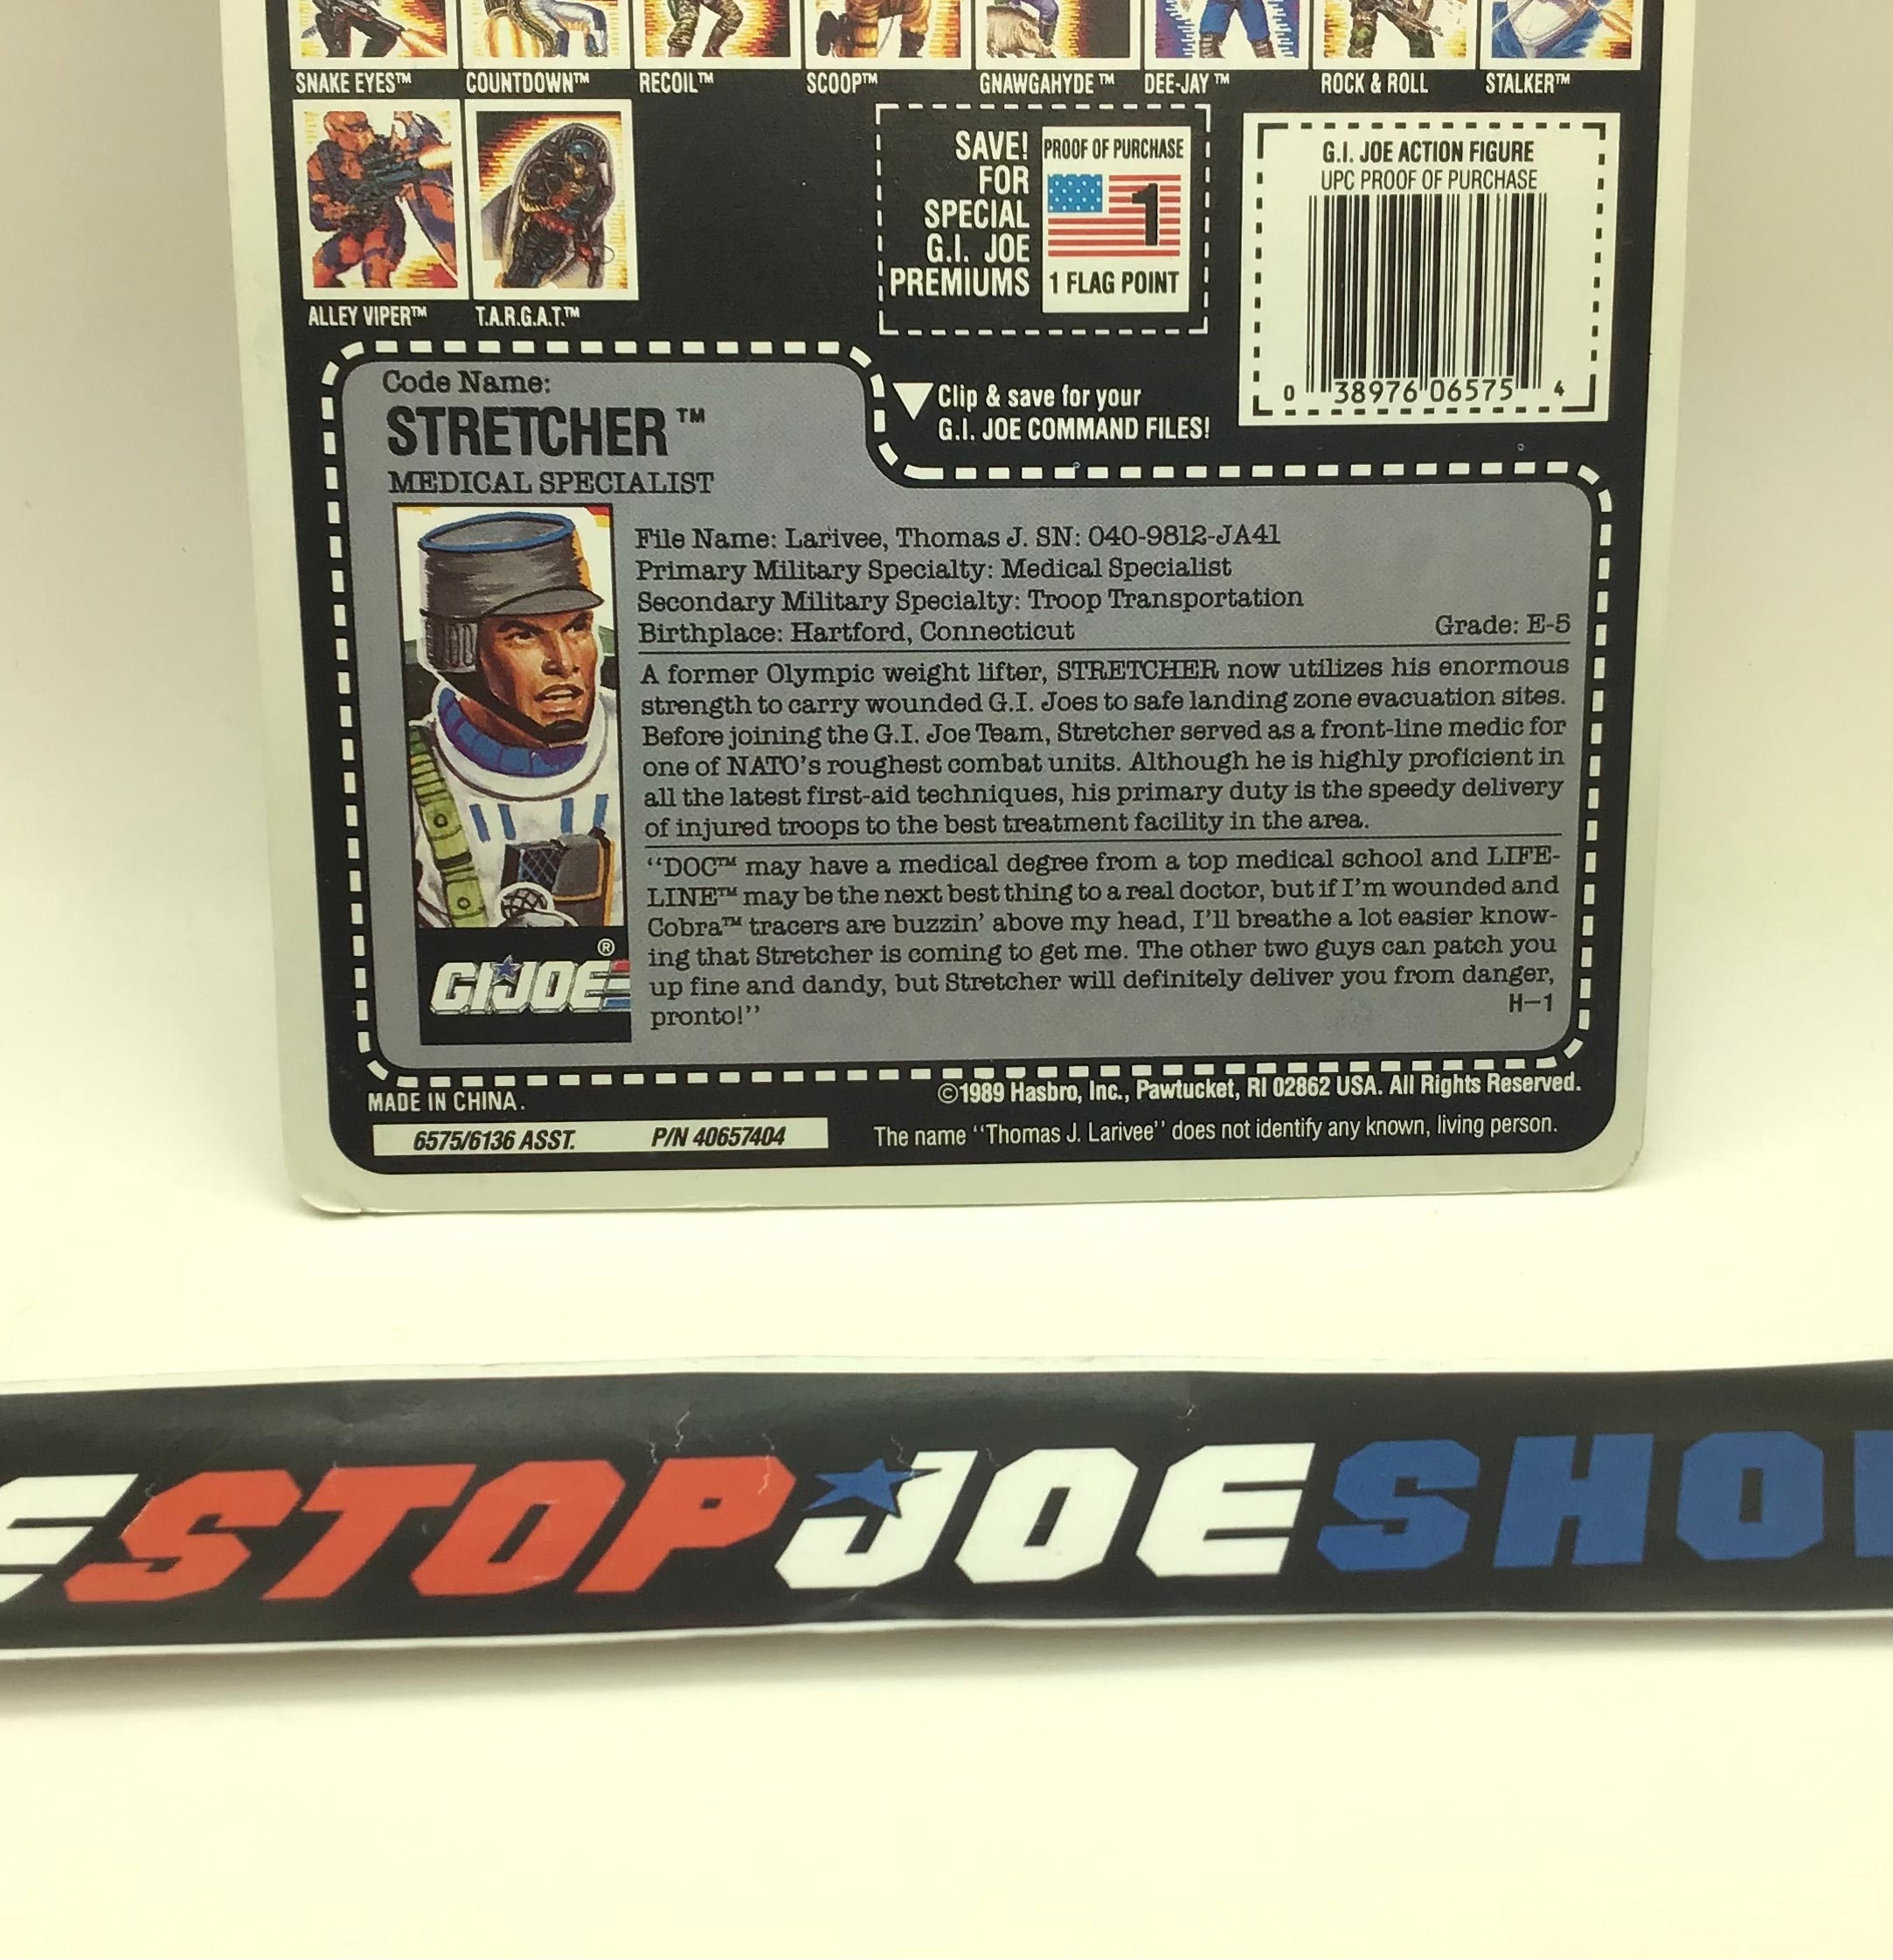 SNAKE EYES™ COUNTDOWN™ RECOIL™ SCOOP™ GNAWGAHYDE™ DEE-JAY™ ROCK & ROLL STALKER™
ALLEY VIPER™ T.A.R.G.A.T.™
SAVE!
FOR
SPECIAL
G.I. JOE
PREMIUMS
PROOF OF PURCHASE
1
1 FLAG POINT
G.I. JOE ACTION FIGURE
UPC PROOF OF PURCHASE
0 38976 06575 4
Clip & save for your
G.I. JOE COMMAND FILES!
Code Name:
STRETCHER™
MEDICAL SPECIALIST
File Name: Larivee, Thomas J. SN: 040-9812-JA41
Primary Military Specialty: Medical Specialist
Secondary Military Specialty: Troop Transportation
Birthplace: Hartford, Connecticut Grade: E-5
A former Olympic weight lifter, STRETCHER now utilizes his enormous
strength to carry wounded G.I. Joes to safe landing zone evacuation sites.
Before joining the G.I. Joe Team, Stretcher served as a front-line medic for
one of NATO's roughest combat units. Although he is highly proficient in
all the latest first-aid techniques, his primary duty is the speedy delivery
of injured troops to the best treatment facility in the area.
"DOC™ may have a medical degree from a top medical school and LIFE-
LINE™ may be the next best thing to a real doctor, but if I'm wounded and
Cobra™ tracers are buzzin' above my head, I'll breathe a lot easier know-
ing that Stretcher is coming to get me. The other two guys can patch you
up fine and dandy, but Stretcher will definitely deliver you from danger,
pronto!" H-1
GI JOE®
MADE IN CHINA.
©1989 Hasbro, Inc., Pawtucket, RI 02862 USA. All Rights Reserved.
6575/6136 ASST. P/N 40657404
The name "Thomas J. Larivee" does not identify any known, living person.
ESTOPJOESHO